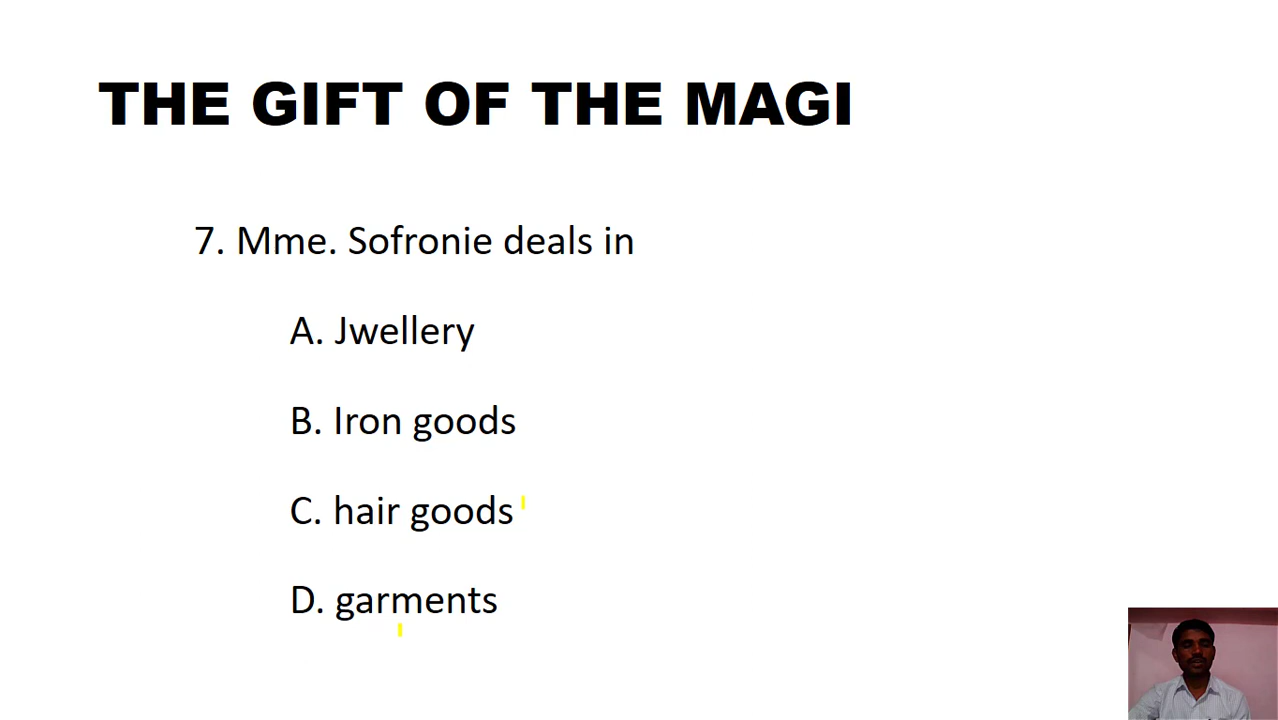 THE GIFT OF THE MAGI
7. Mme. Sofronie deals in
A. Jwellery
B. Iron goods
C. hair goods
D. garments